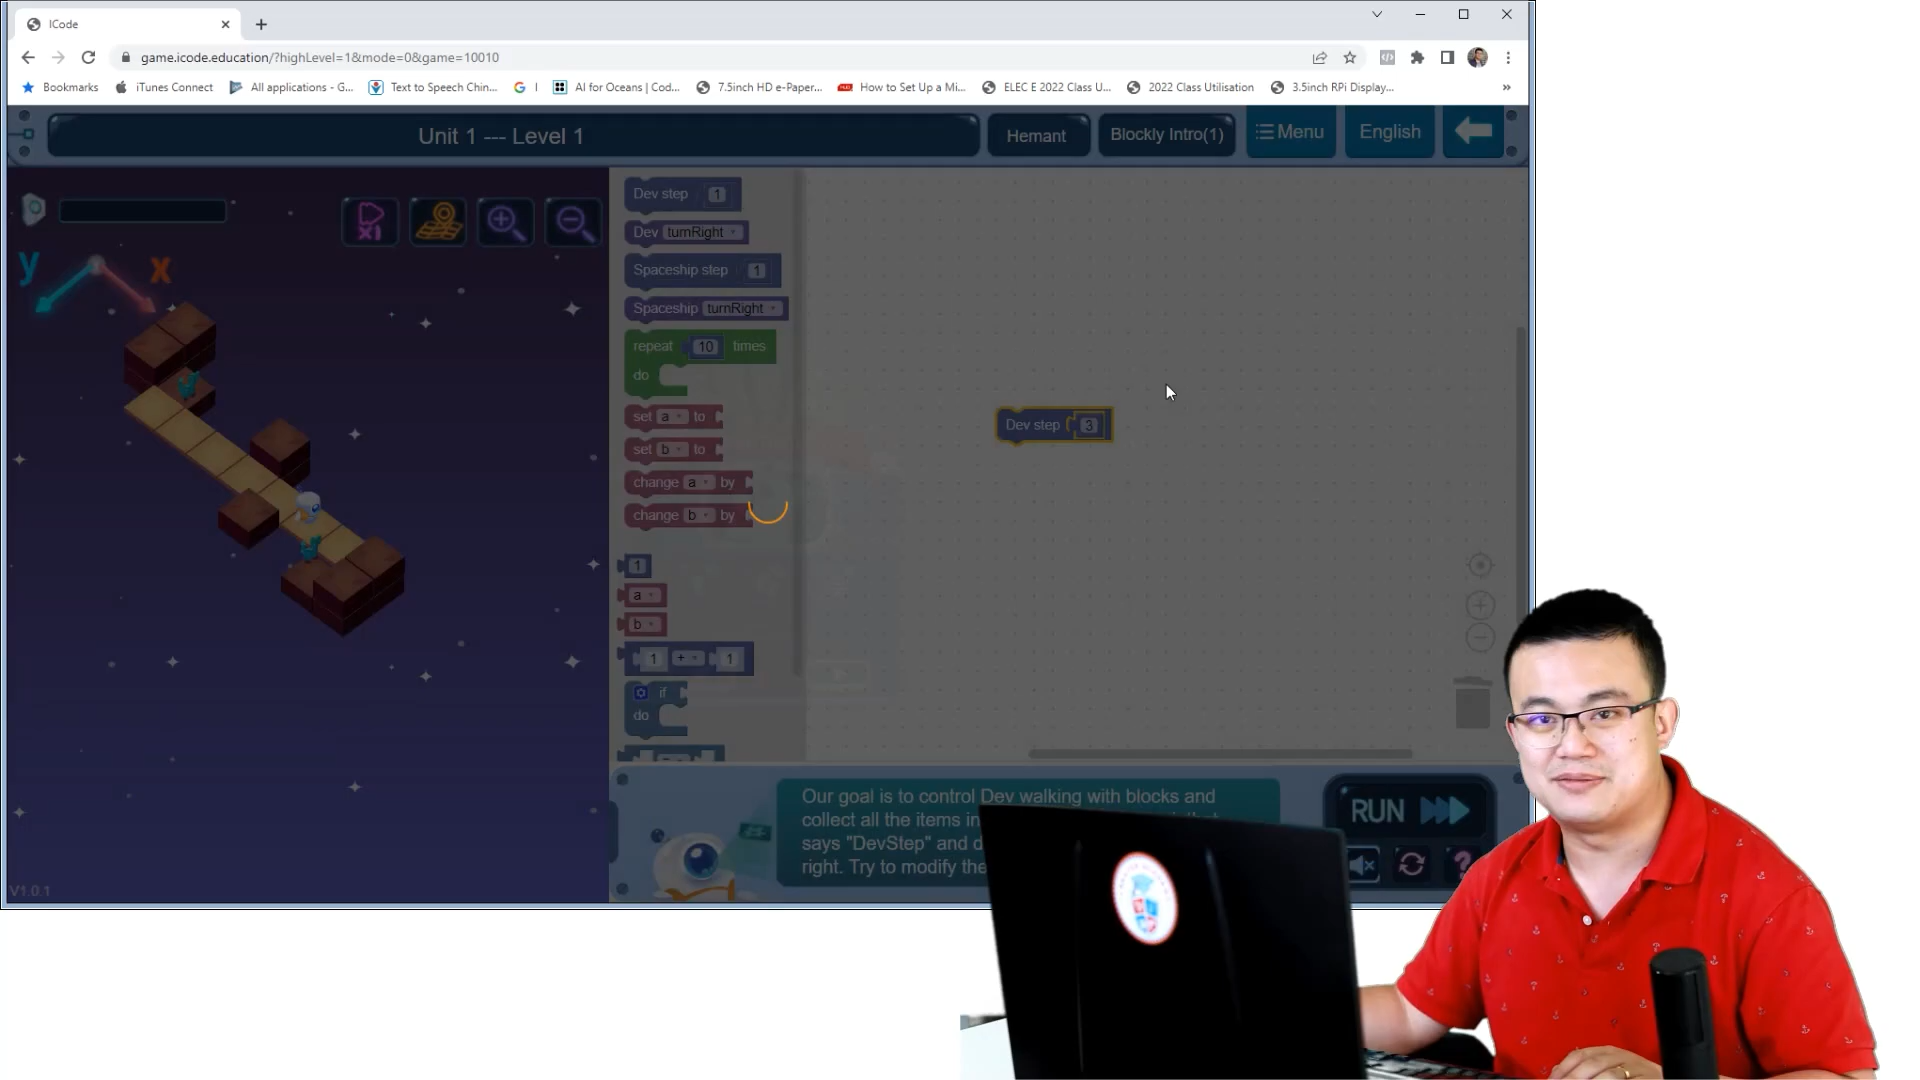 ICode
game.icode.education/?highLevel=1&mode=0&game=10010
Bookmarks
iTunes Connect
All applications - G...
Text to Speech Chin...
AI for Oceans | Cod...
7.5inch HD e-Paper...
How to Set Up a Mi...
ELEC E 2022 Class U...
2022 Class Utilisation
3.5inch RPi Display...
Unit 1 --- Level 1
Hemant
Blockly Intro(1)
Menu
English
X1
y
x
Dev step 1
Dev turnRight
Spaceship step 1
Spaceship turnRight
repeat 10 times
do
set a to
set b to
change a by
change b by
1
a
b
1 + 1
if
do
Dev step 3
Our goal is to control Dev walking with blocks and
collect all the items in
says "DevStep" and
right. Try to modify the
RUN
V1.0.1